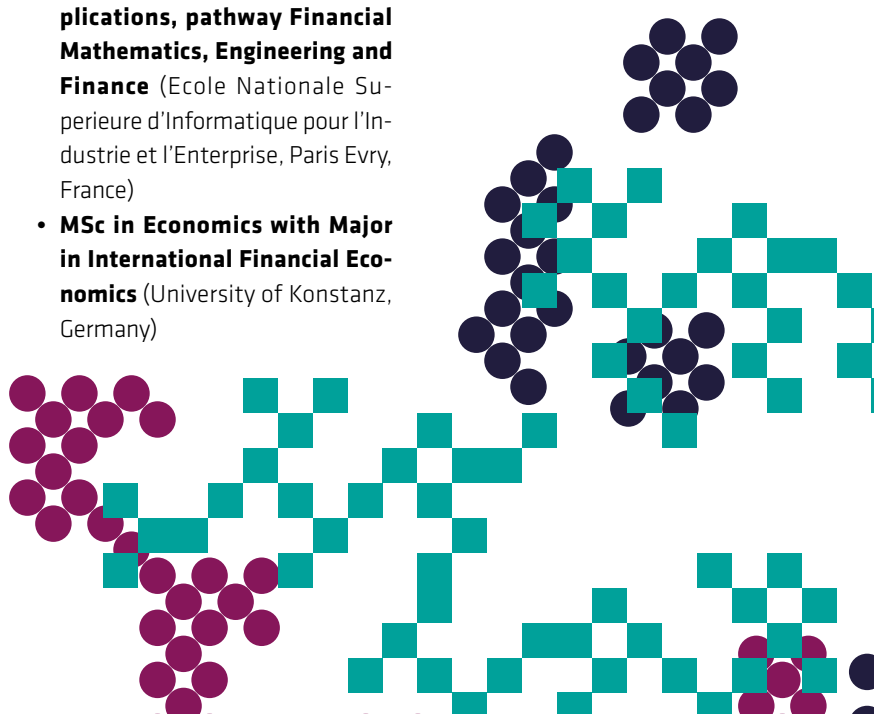 plications, pathway Financial
Mathematics, Engineering and
Finance (Ecole Nationale Su-
perieure d'Informatique pour l'In-
dustrie et l'Enterprise, Paris Evry,
France)
• MSc in Economics with Major
in International Financial Eco-
nomics (University of Konstanz,
Germany)